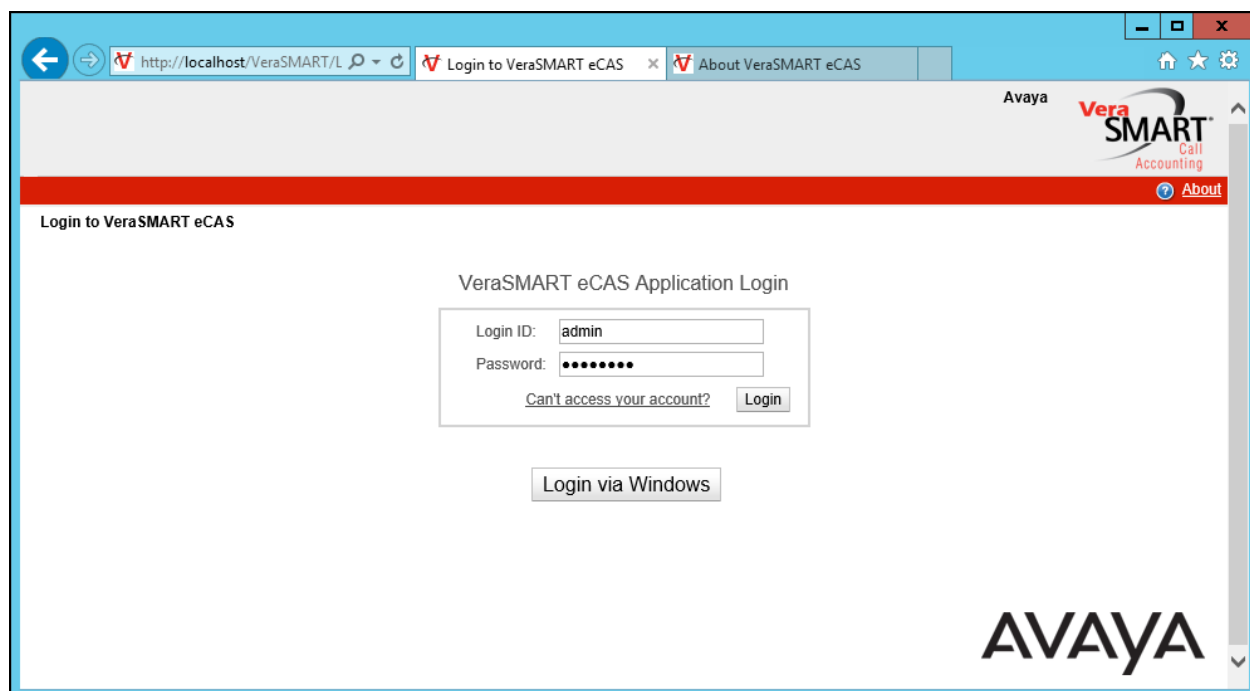 http://localhost/VeraSMART/L
Login to VeraSMART eCAS
About VeraSMART eCAS
Avaya
Vera
SMART
Call
Accounting
About
Login to VeraSMART eCAS
VeraSMART eCAS Application Login
Login ID: admin
Password: ••••••••
Can't access your account? Login
Login via Windows
AVAYA